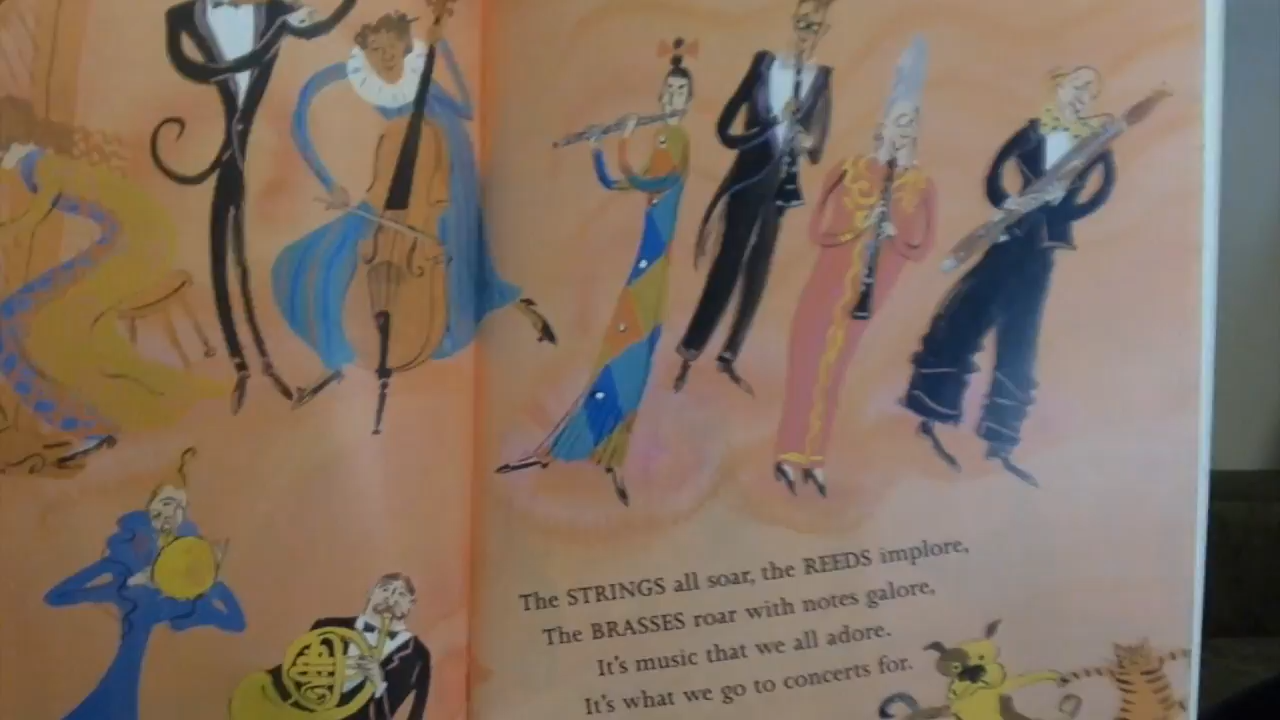 The STRINGS all soar, the REEDS implore,
The BRASSES roar with notes galore,
It's music that we all adore.
It's what we go to concerts for.